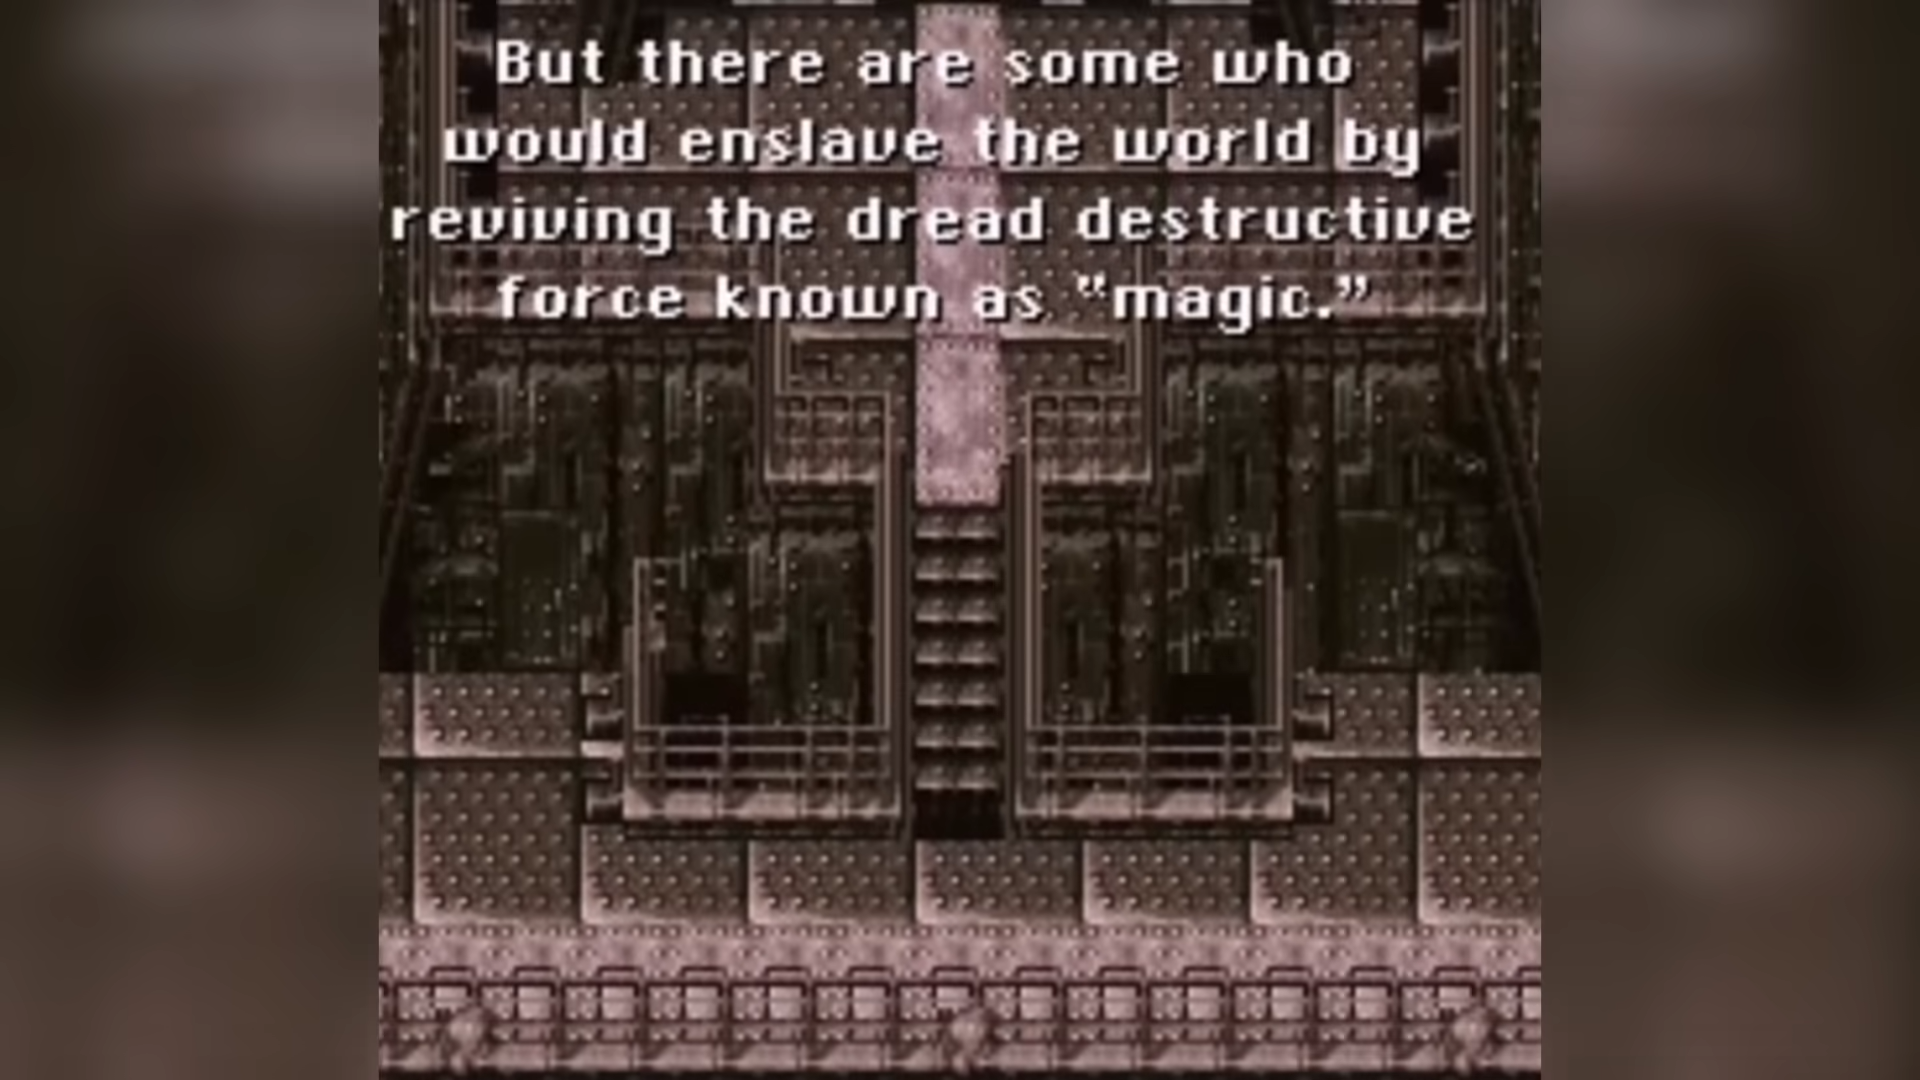 But there are some who
would enslave the world by
reviving the dread destructive
force known as "magic."